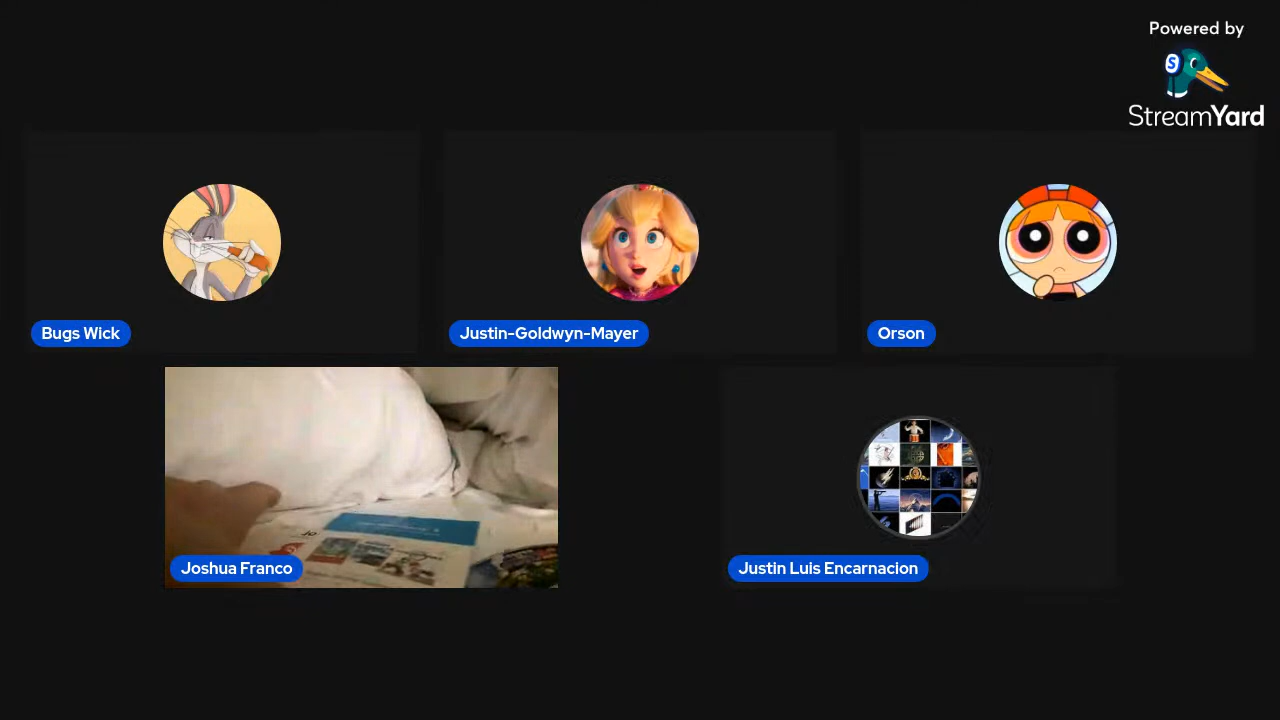 Powered by
S
StreamYard
Bugs Wick
Justin-Goldwyn-Mayer
Orson
Joshua Franco
Justin Luis Encarnacion